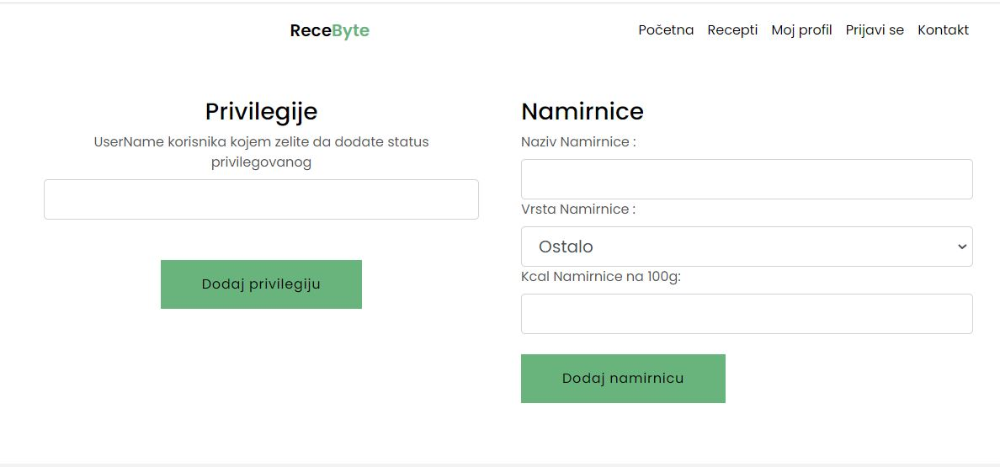 ReceByte
Početna Recepti Moj profil Prijavi se Kontakt
Privilegije
UserName korisnika kojem zelite da dodate status
privilegovanog
Dodaj privilegiju
Namirnice
Naziv Namirnice :
Vrsta Namirnice :
Ostalo
Kcal Namirnice na 100g:
Dodaj namirnicu